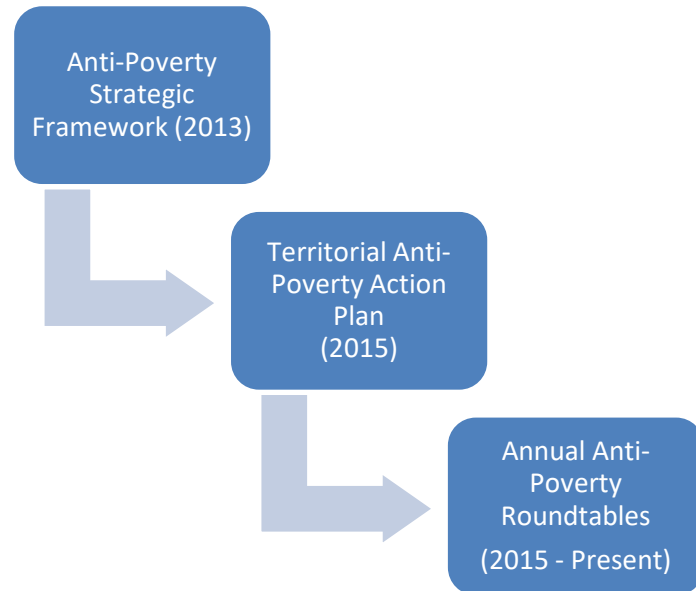 Anti-Poverty
Strategic
Framework (2013)
Territorial Anti-
Poverty Action
Plan
(2015)
Annual Anti-
Poverty
Roundtables
(2015 - Present)